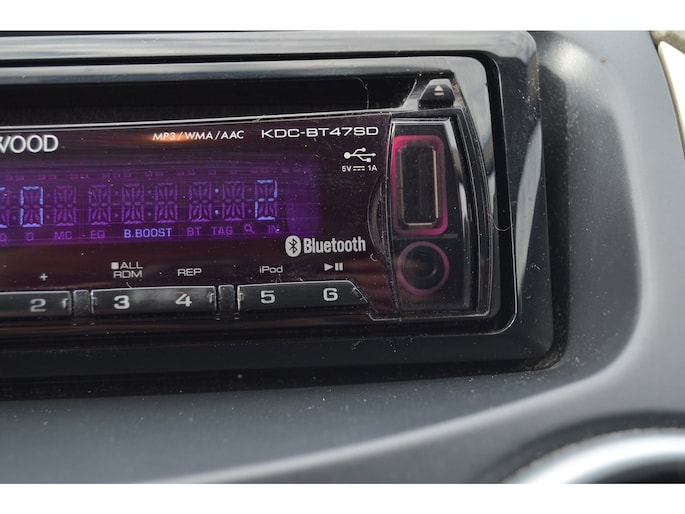 WOOD
MP3/WMA/AAC KDC-BT47SD
5V 1A
D MC EQ B.BOOST BT TAG IN
Bluetooth
+ ALL RDM REP iPod
2 3 4 5 6